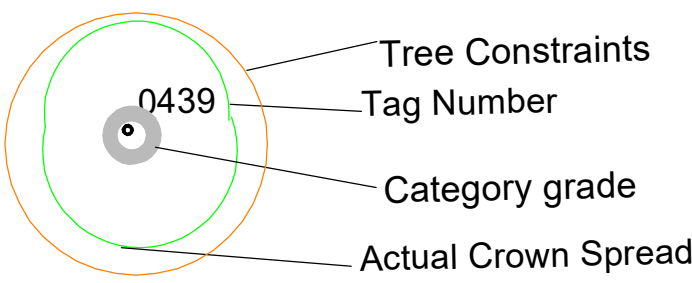 Tree Constraints
0439
Tag Number
Category grade
Actual Crown Spread